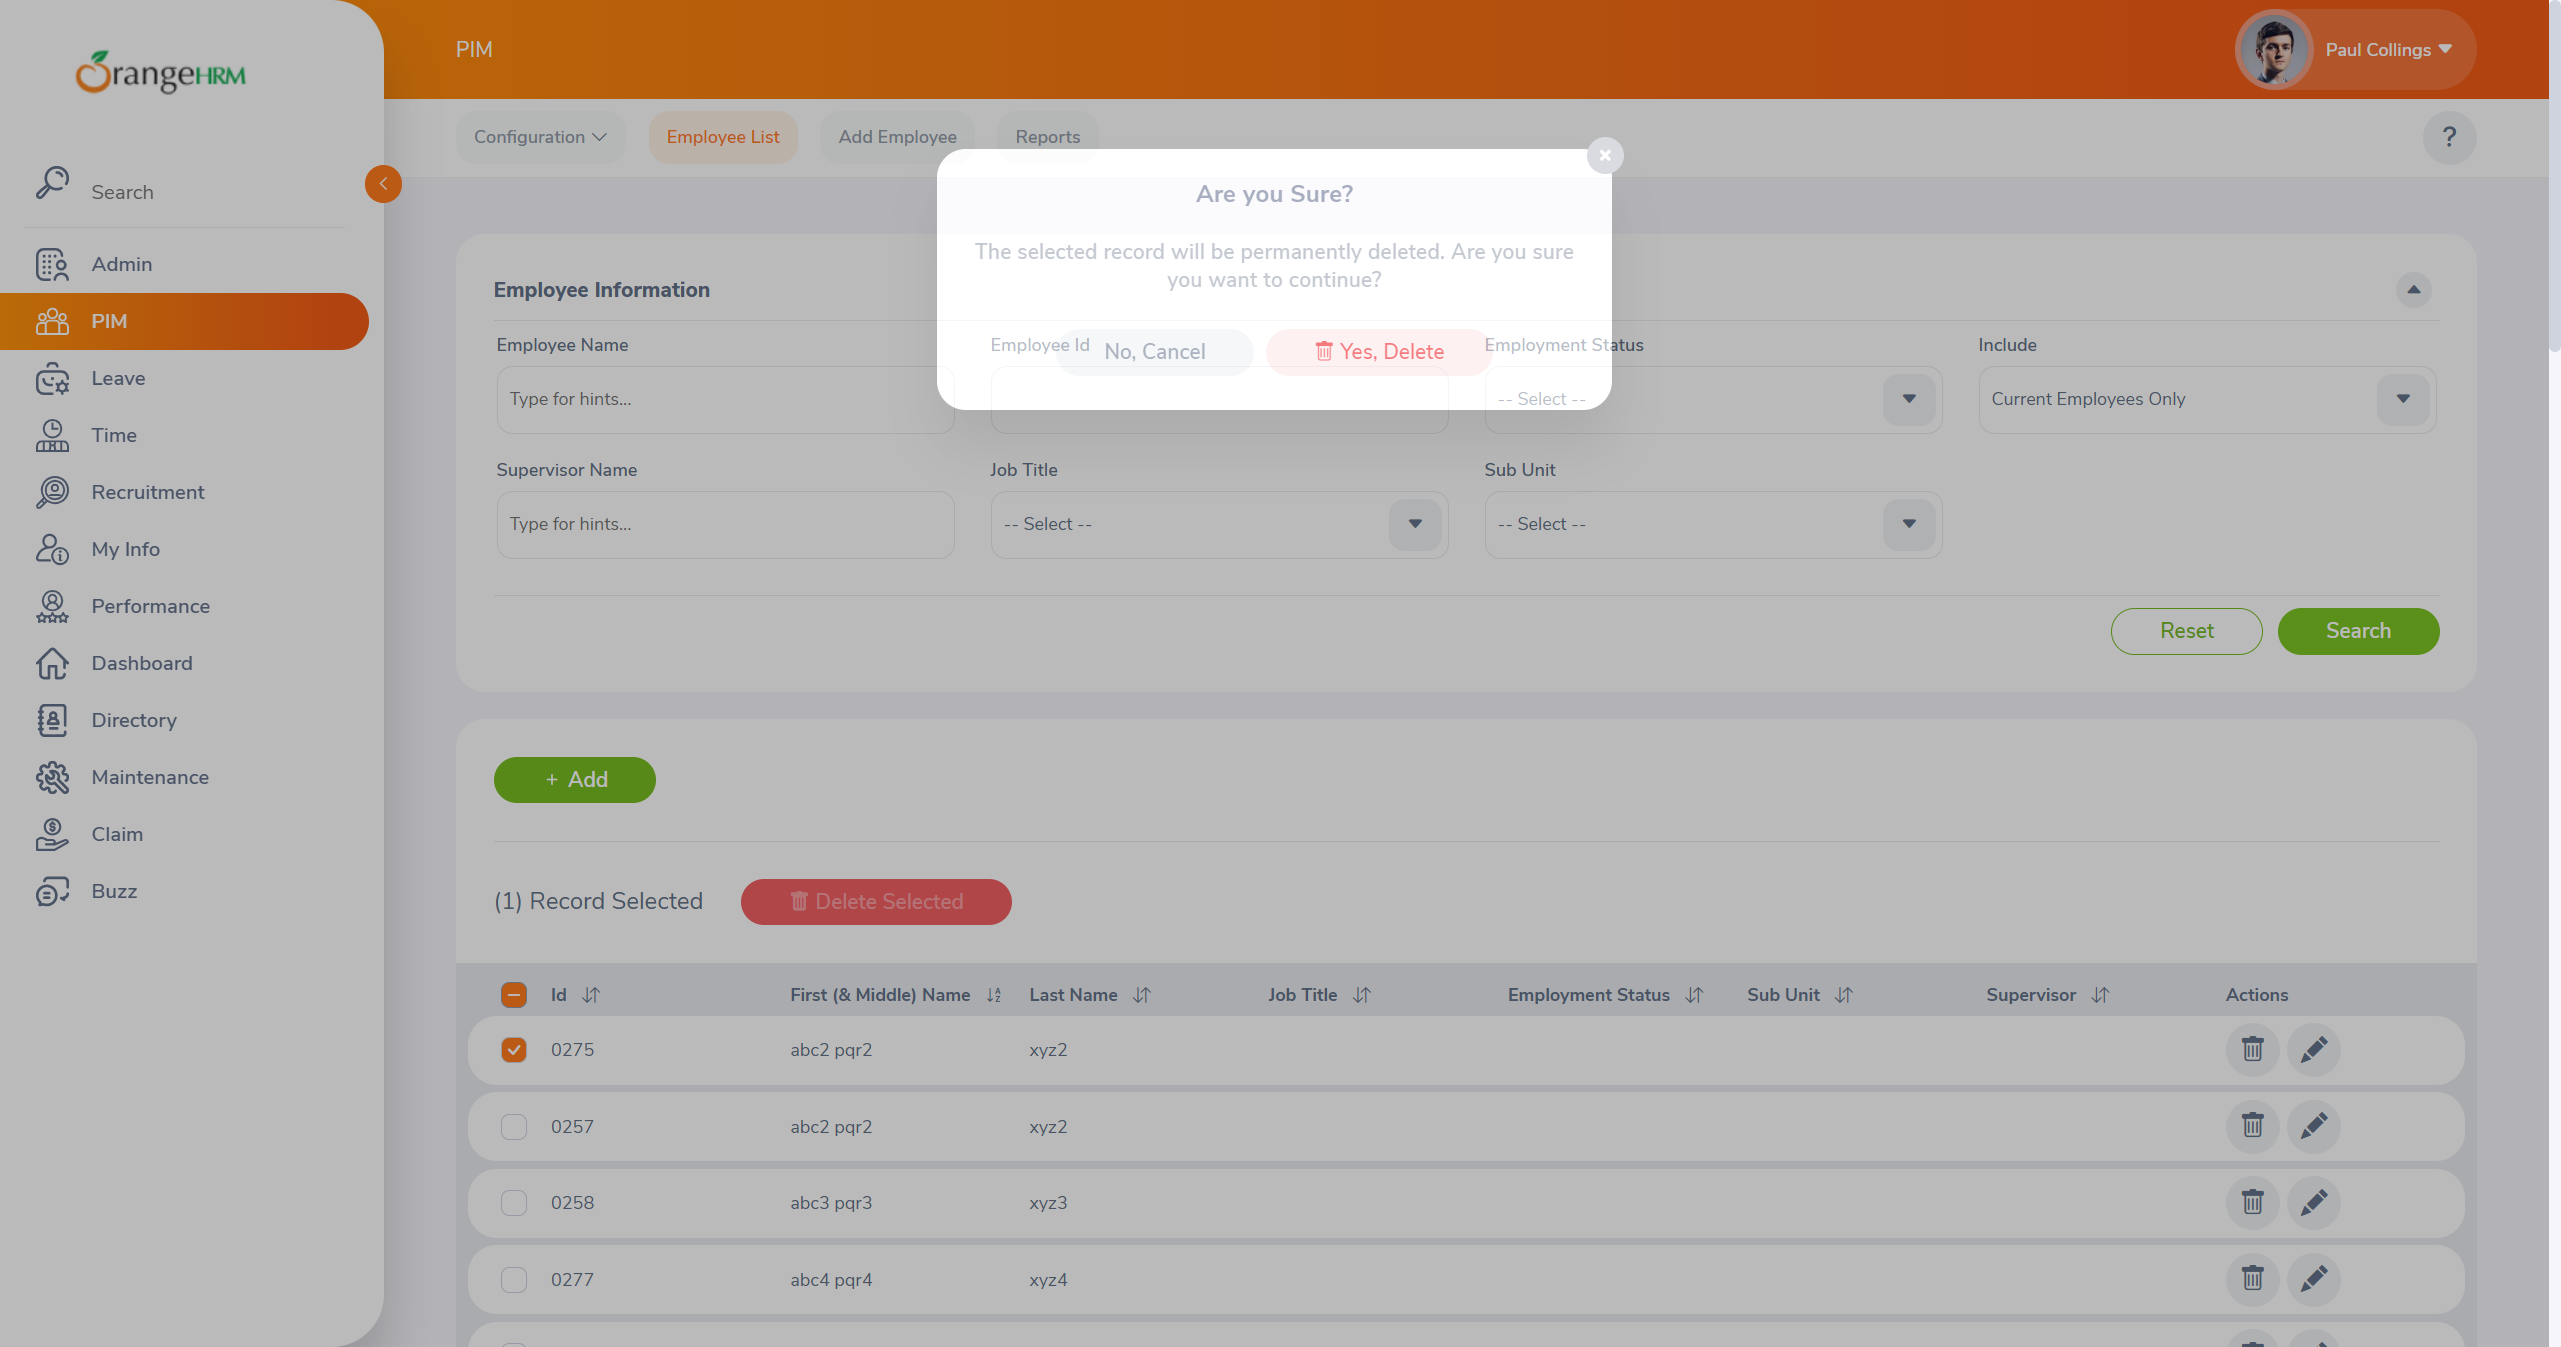 OrangeHRM
PIM
Paul Collings
Configuration
Employee List
Add Employee
Reports
?
Search
Admin
PIM
Leave
Time
Recruitment
My Info
Performance
Dashboard
Directory
Maintenance
Claim
Buzz
Are you Sure?
The selected record will be permanently deleted. Are you sure
you want to continue?
No, Cancel
Yes, Delete
Employee Information
Employee Name
Employee Id
Employment Status
Include
Type for hints...
-- Select --
Current Employees Only
Supervisor Name
Job Title
Sub Unit
Type for hints...
-- Select --
-- Select --
Reset
Search
+ Add
(1) Record Selected
Delete Selected
Id First (& Middle) Name Last Name Job Title Employment Status Sub Unit Supervisor Actions
0275 abc2 pqr2 xyz2
0257 abc2 pqr2 xyz2
0258 abc3 pqr3 xyz3
0277 abc4 pqr4 xyz4